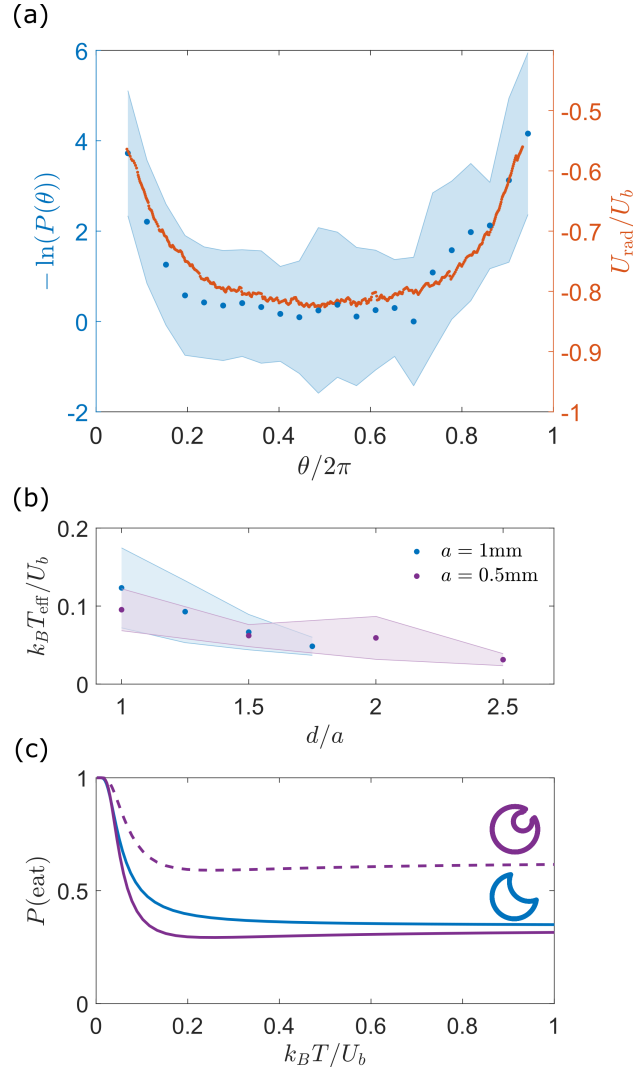 (a)
6
4
2
0
-2
− ln(P(θ))
-0.5
-0.6
-0.7
-0.8
-0.9
-1
U_rad/U_b
0 0.2 0.4 0.6 0.8 1
θ/2π
(b)
0.2
0.1
0
k_B T_eff/U_b
a = 1mm
a = 0.5mm
1 1.5 2 2.5
d/a
(c)
1
0.5
0
P(eat)
0 0.2 0.4 0.6 0.8 1
k_B T/U_b